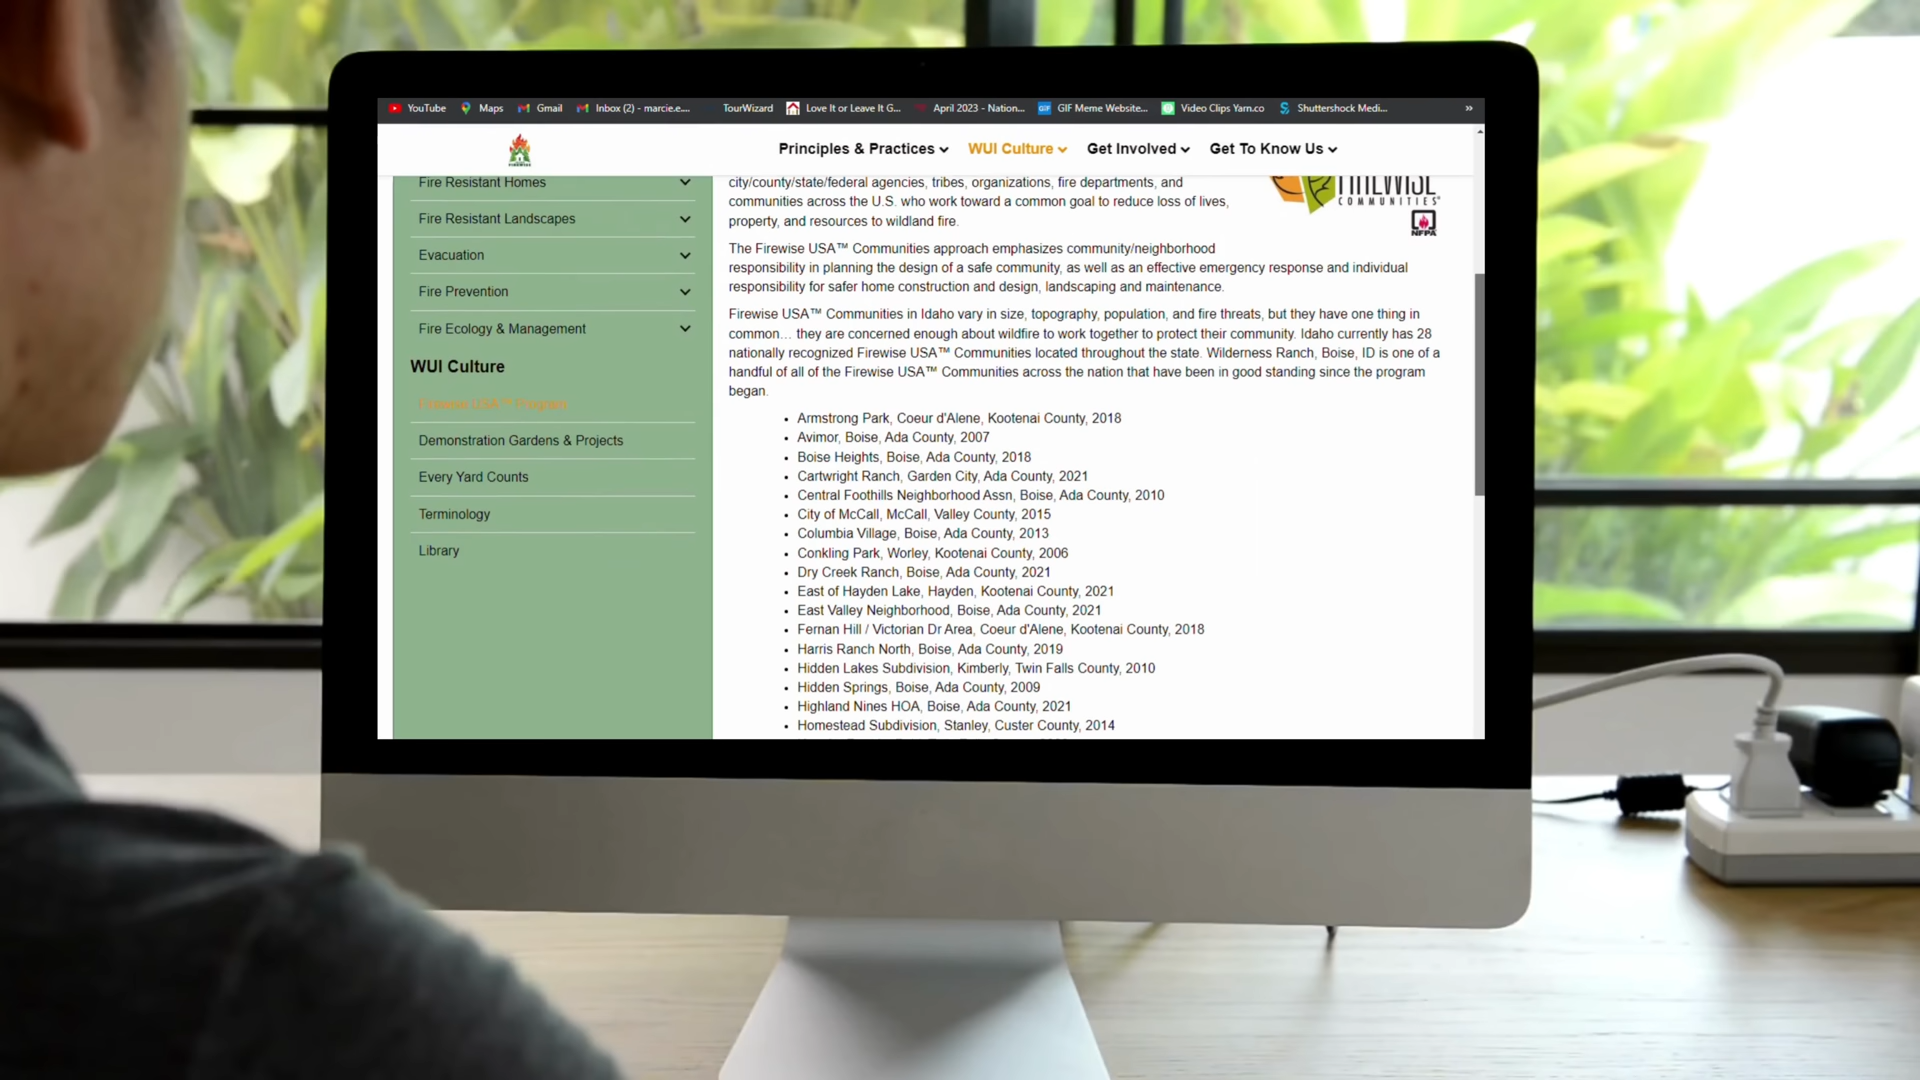 YouTube Maps Gmail Inbox (2) - marcie.e.... TourWizard Love It or Leave It G... April 2023 - Nation... GIF Meme Website... Video Clips Yarn.co Shuttershock Medi... »
FIREWISE
Principles & Practices WUI Culture Get Involved Get To Know Us
Fire Resistant Homes
Fire Resistant Landscapes
Evacuation
Fire Prevention
Fire Ecology & Management
WUI Culture
Firewise USA™ Program
Demonstration Gardens & Projects
Every Yard Counts
Terminology
Library
city/county/state/federal agencies, tribes, organizations, fire departments, and
communities across the U.S. who work toward a common goal to reduce loss of lives,
property, and resources to wildland fire.
FIREWISE
COMMUNITIES®
NFPA
The Firewise USA™ Communities approach emphasizes community/neighborhood
responsibility in planning the design of a safe community, as well as an effective emergency response and individual
responsibility for safer home construction and design, landscaping and maintenance.
Firewise USA™ Communities in Idaho vary in size, topography, population, and fire threats, but they have one thing in
common… they are concerned enough about wildfire to work together to protect their community. Idaho currently has 28
nationally recognized Firewise USA™ Communities located throughout the state. Wilderness Ranch, Boise, ID is one of a
handful of all of the Firewise USA™ Communities across the nation that have been in good standing since the program
began.
• Armstrong Park, Coeur d'Alene, Kootenai County, 2018
• Avimor, Boise, Ada County, 2007
• Boise Heights, Boise, Ada County, 2018
• Cartwright Ranch, Garden City, Ada County, 2021
• Central Foothills Neighborhood Assn, Boise, Ada County, 2010
• City of McCall, McCall, Valley County, 2015
• Columbia Village, Boise, Ada County, 2013
• Conkling Park, Worley, Kootenai County, 2006
• Dry Creek Ranch, Boise, Ada County, 2021
• East of Hayden Lake, Hayden, Kootenai County, 2021
• East Valley Neighborhood, Boise, Ada County, 2021
• Fernan Hill / Victorian Dr Area, Coeur d'Alene, Kootenai County, 2018
• Harris Ranch North, Boise, Ada County, 2019
• Hidden Lakes Subdivision, Kimberly, Twin Falls County, 2010
• Hidden Springs, Boise, Ada County, 2009
• Highland Nines HOA, Boise, Ada County, 2021
• Homestead Subdivision, Stanley, Custer County, 2014